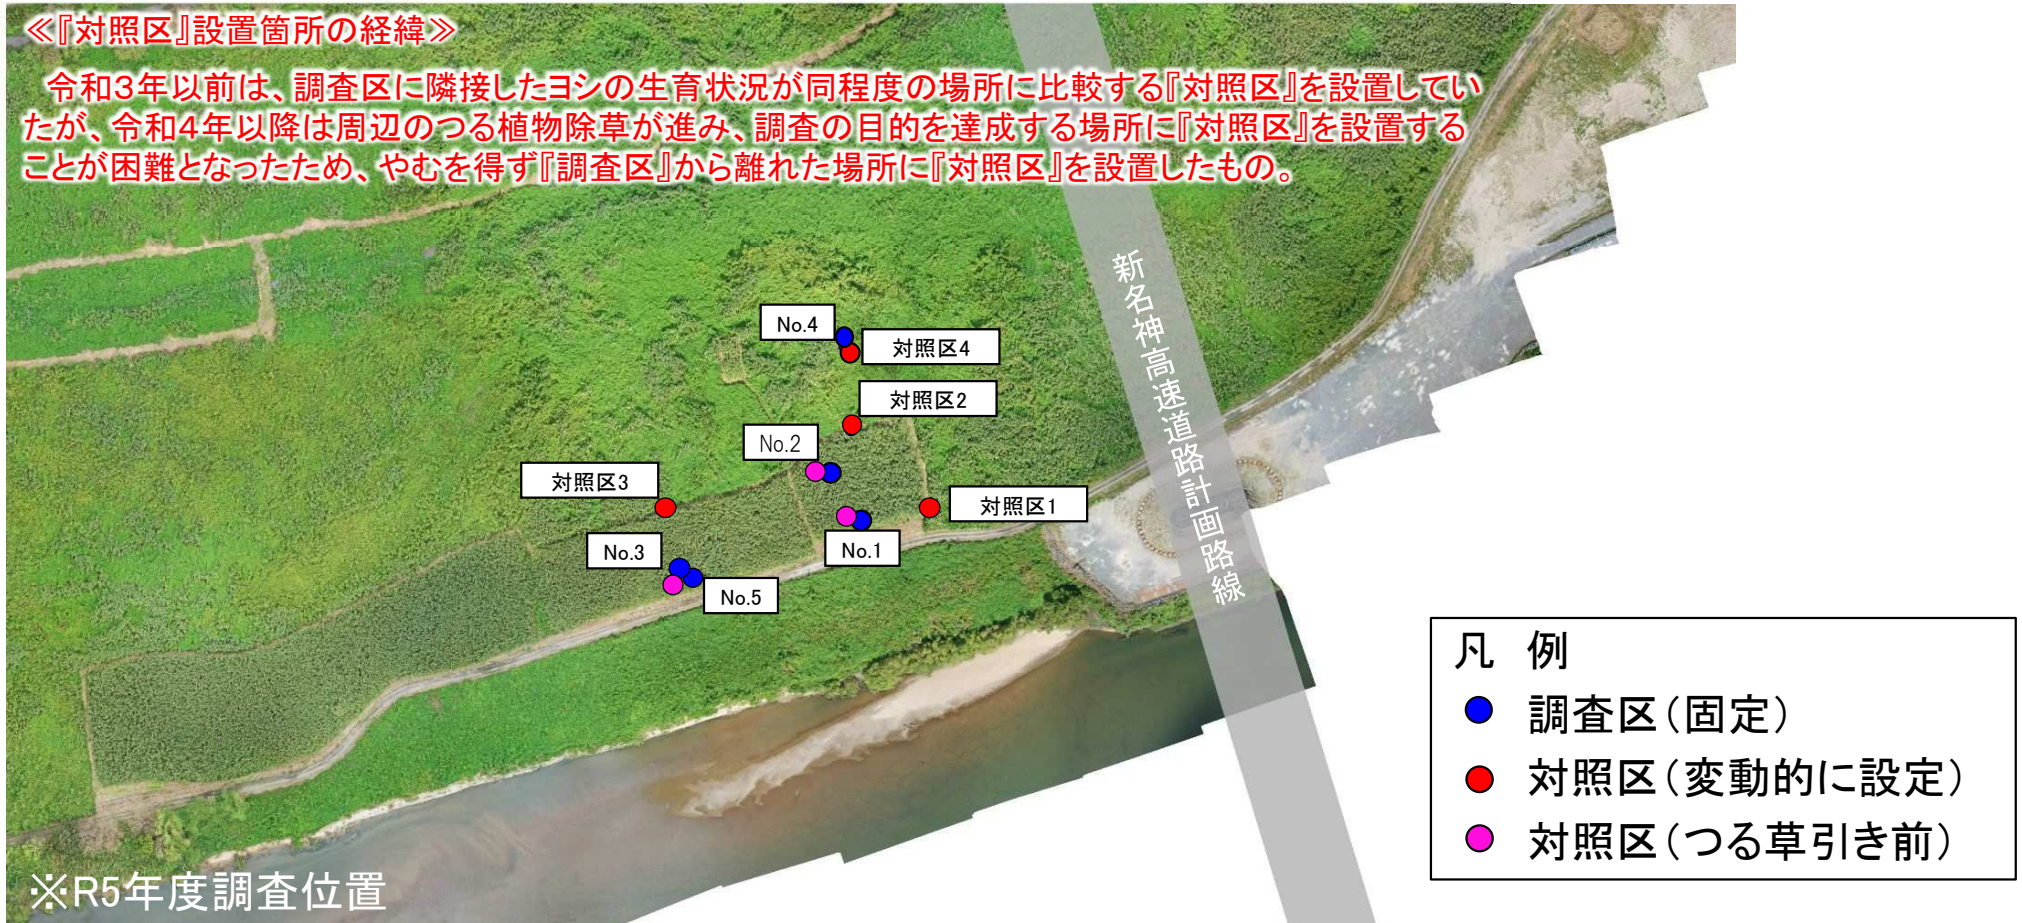 ≪『対照区』設置箇所の経緯≫
令和3年以前は、調査区に隣接したヨシの生育状況が同程度の場所に比較する『対照区』を設置してい
たが、令和4年以降は周辺のつる植物除草が進み、調査の目的を達成する場所に『対照区』を設置する
ことが困難となったため、やむを得ず『調査区』から離れた場所に『対照区』を設置したもの。
新名神高速道路計画路線
No.4
対照区4
対照区2
No.2
対照区3
対照区1
No.3
No.1
No.5
凡 例
調査区(固定)
対照区(変動的に設定)
対照区(つる草引き前)
※R5年度調査位置